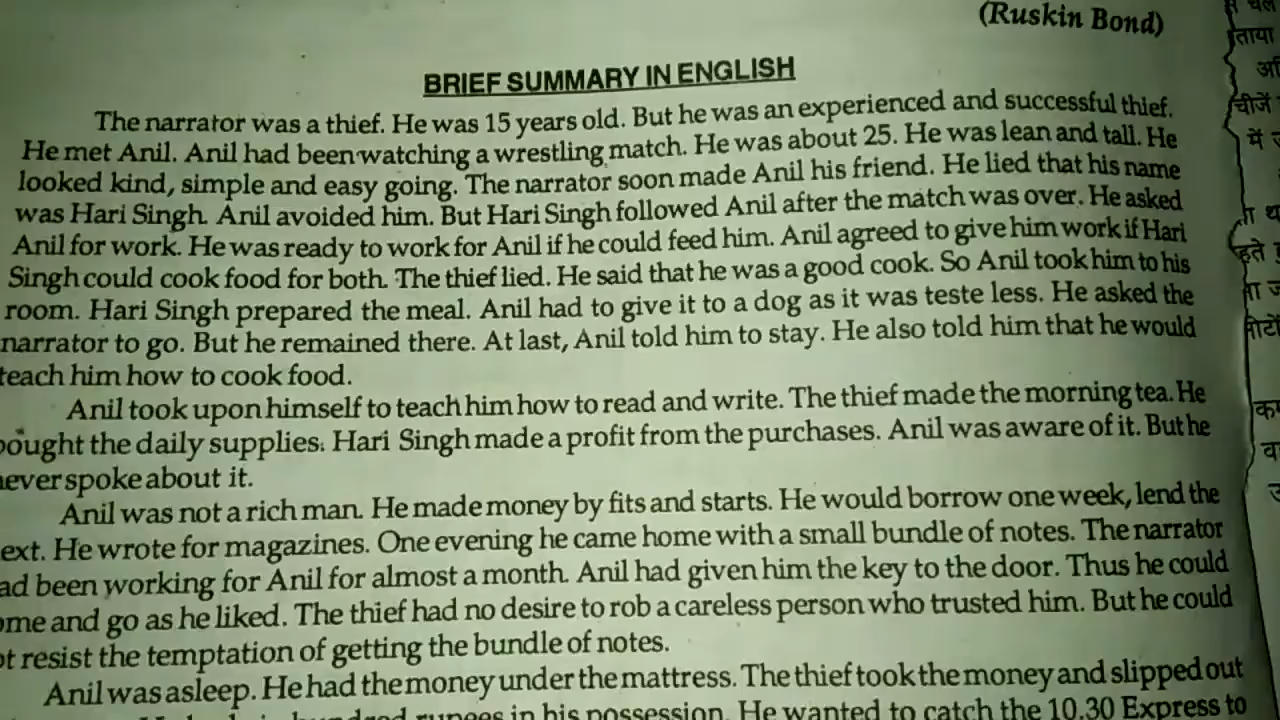 (Ruskin Bond)
BRIEF SUMMARY IN ENGLISH
The narrator was a thief. He was 15 years old. But he was an experienced and successful thief.
He met Anil. Anil had been watching a wrestling match. He was about 25. He was lean and tall. He
looked kind, simple and easy going. The narrator soon made Anil his friend. He lied that his name
was Hari Singh. Anil avoided him. But Hari Singh followed Anil after the match was over. He asked
Anil for work. He was ready to work for Anil if he could feed him. Anil agreed to give him work if Hari
Singh could cook food for both. The thief lied. He said that he was a good cook. So Anil took him to his
room. Hari Singh prepared the meal. Anil had to give it to a dog as it was teste less. He asked the
narrator to go. But he remained there. At last, Anil told him to stay. He also told him that he would
teach him how to cook food.
Anil took upon himself to teach him how to read and write. The thief made the morning tea. He
ought the daily supplies. Hari Singh made a profit from the purchases. Anil was aware of it. But he
ever spoke about it.
Anil was not a rich man. He made money by fits and starts. He would borrow one week, lend the
ext. He wrote for magazines. One evening he came home with a small bundle of notes. The narrator
ad been working for Anil for almost a month. Anil had given him the key to the door. Thus he could
ome and go as he liked. The thief had no desire to rob a careless person who trusted him. But he could
ot resist the temptation of getting the bundle of notes.
Anil was asleep. He had the money under the mattress. The thief took the money and slipped out
rupees in his possession. He wanted to catch the 10.30 Express to
ताया
चीजें
में